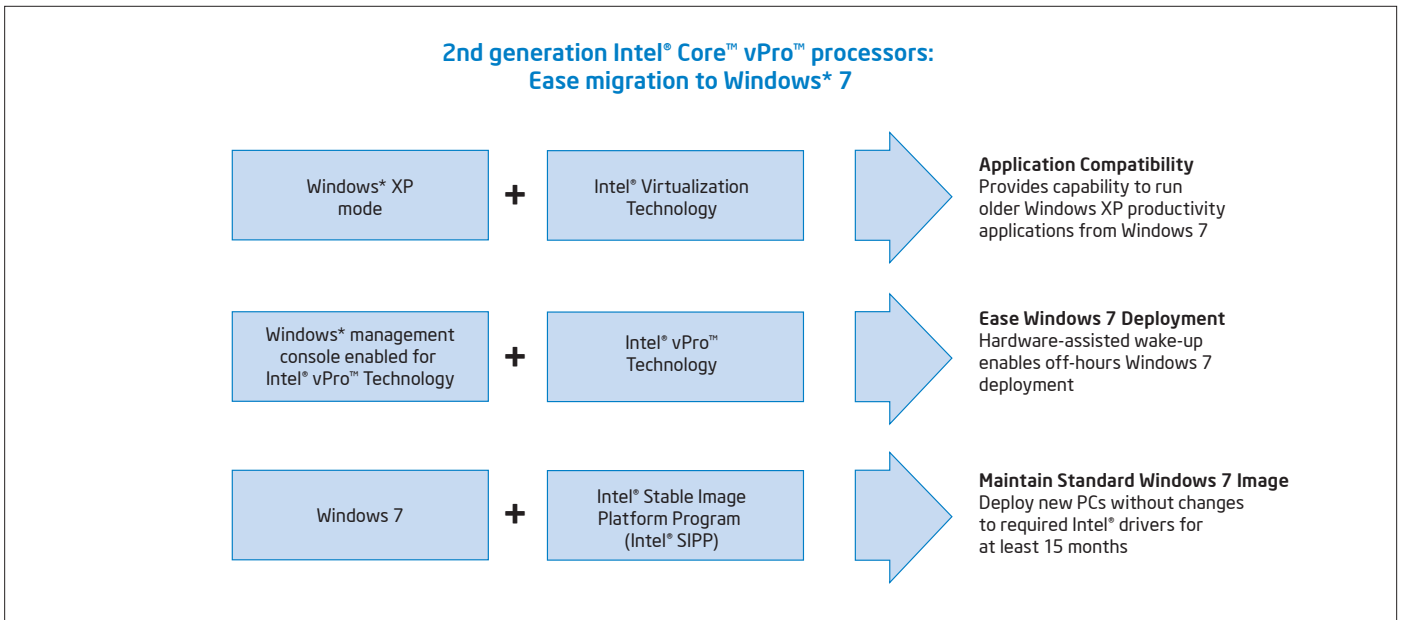 2nd generation Intel® Core™ vPro™ processors:
Ease migration to Windows* 7
Windows* XP
mode
+
Intel® Virtualization
Technology
Application Compatibility
Provides capability to run
older Windows XP productivity
applications from Windows 7
Windows* management
console enabled for
Intel® vPro™ Technology
+
Intel® vPro™
Technology
Ease Windows 7 Deployment
Hardware-assisted wake-up
enables off-hours Windows 7
deployment
Windows 7
+
Intel® Stable Image
Platform Program
(Intel® SIPP)
Maintain Standard Windows 7 Image
Deploy new PCs without changes
to required Intel® drivers for
at least 15 months